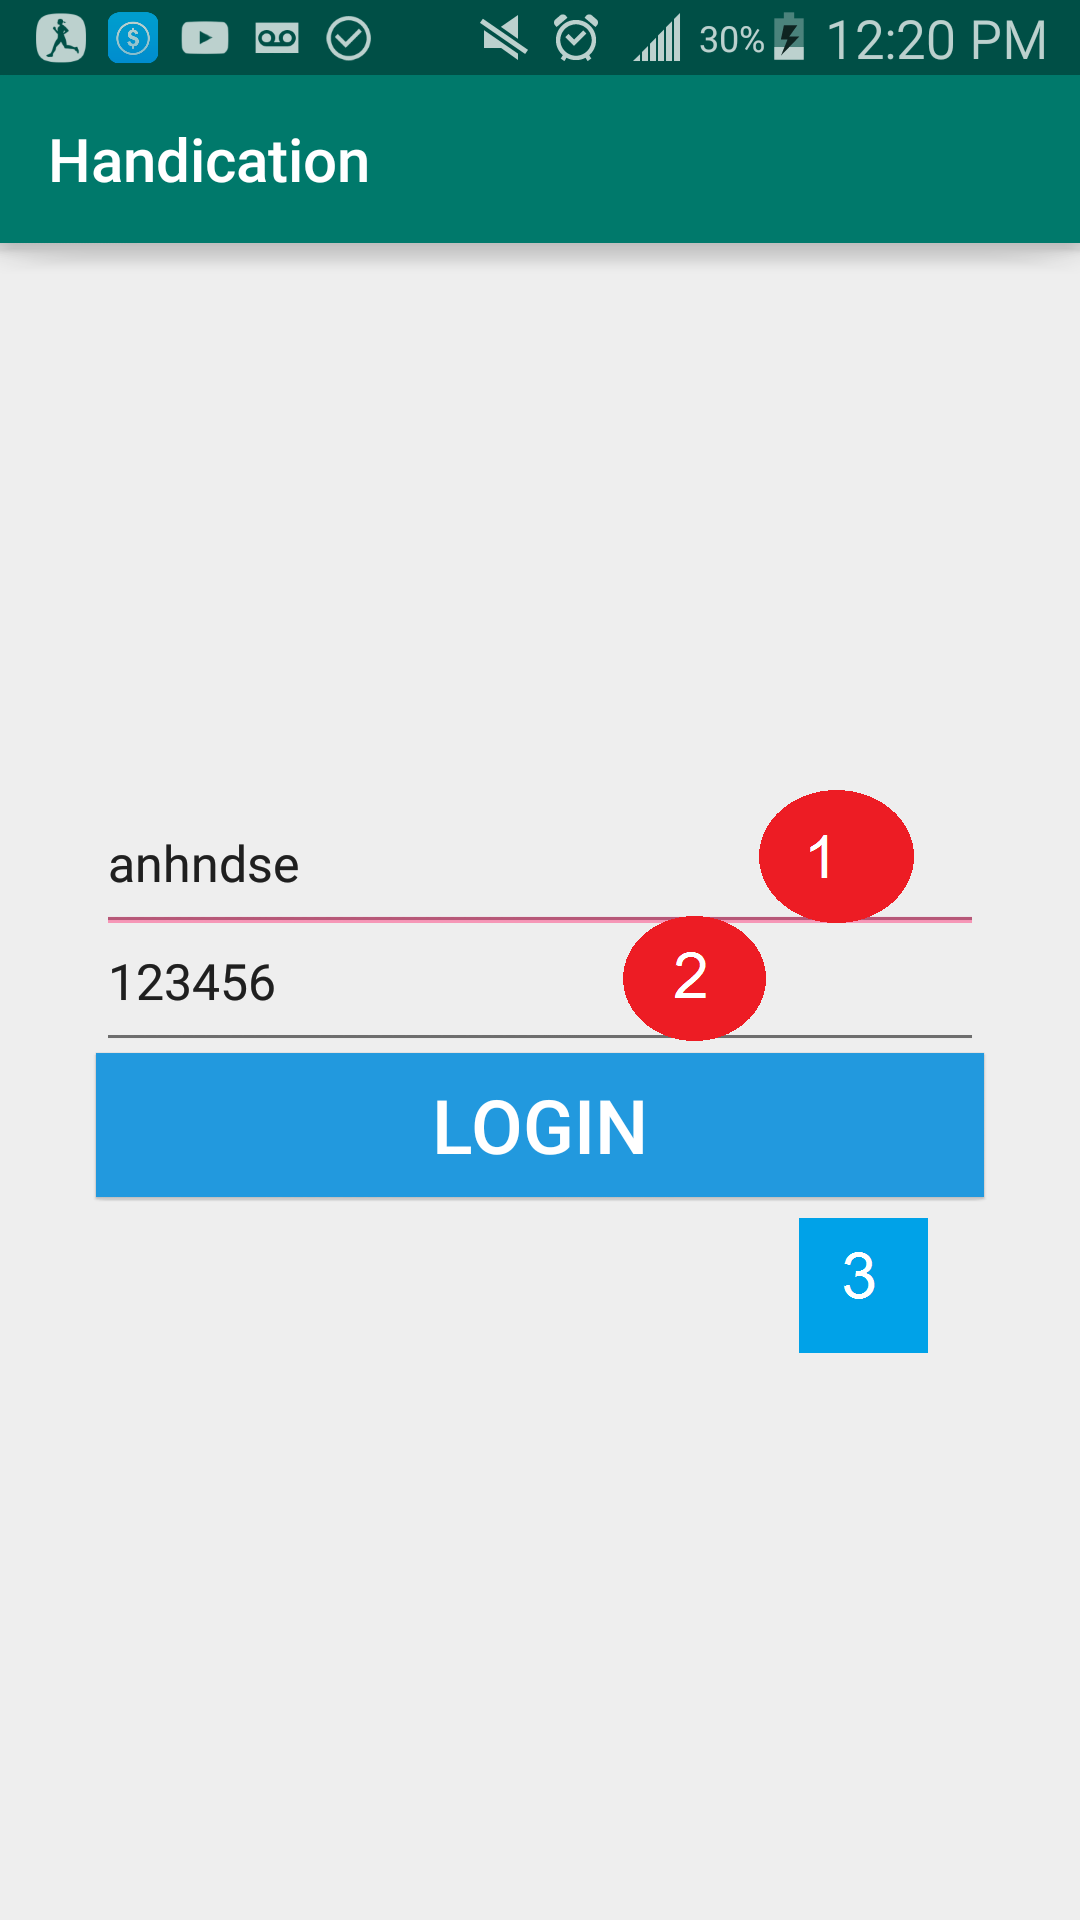 30% 12:20 PM
Handication
anhndse 1
123456 2
LOGIN
3